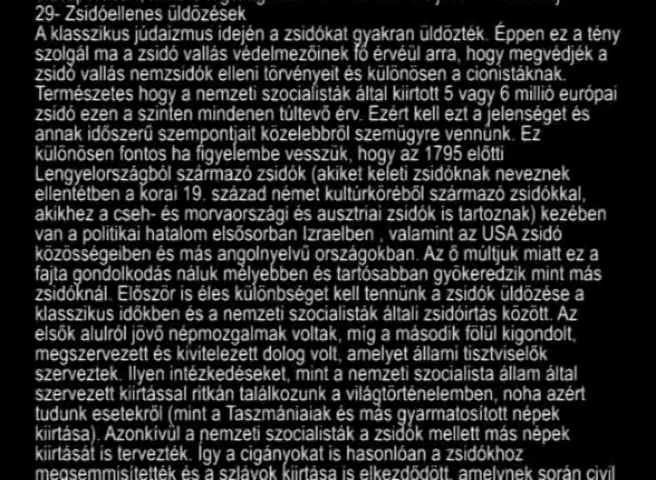 29- Zsidóellenes üldözések
A klasszikus júdaizmus idején a zsidókat gyakran üldözték. Éppen ez a tény
szolgál ma a zsidó vallás védelmezőinek fő érvéül arra, hogy megvédjék a
zsidó vallás nemzsidók elleni törvényeit és különösen a cionistáknak.
Természetes hogy a nemzeti szocialisták által kiirtott 5 vagy 6 millió európai
zsidó ezen a szinten mindenen túltevő érv. Ezért kell ezt a jelenséget és
annak időszerű szempontjait közelebbről szemügyre vennünk. Ez
különösen fontos ha figyelembe vesszük, hogy az 1795 előtti
Lengyelországból származó zsidók (akiket keleti zsidóknak neveznek
ellentétben a korai 19. század német kultúrköréből származó zsidókkal,
akikhez a cseh- és morvaországi és ausztriai zsidók is tartoznak) kezében
van a politikai hatalom elsősorban Izraelben , valamint az USA zsidó
közösségeiben és más angolnyelvű országokban. Az ő múltjuk miatt ez a
fajta gondolkodás náluk mélyebben és tartósabban gyökeredzik mint más
zsidóknál. Először is éles különbséget kell tennünk a zsidók üldözése a
klasszikus időkben és a nemzeti szocialisták általi zsidóirtás között. Az
elsők alulról jövő népmozgalmak voltak, míg a második fölül kigondolt,
megszervezett és kivitelezett dolog volt, amelyet állami tisztviselők
szerveztek. Ilyen intézkedéseket, mint a nemzeti szocialista állam által
szervezett kiirtással ritkán találkozunk a világtörténelemben, noha azért
tudunk esetekről (mint a Taszmániaiak és más gyarmatosított népek
kiirtása). Azonkívül a nemzeti szocialisták a zsidók mellett más népek
kiirtását is tervezték. Így a cigányokat is hasonlóan a zsidókhoz
megsemmisítették és a szlávok kiirtása is elkezdődött, amelynek során civil